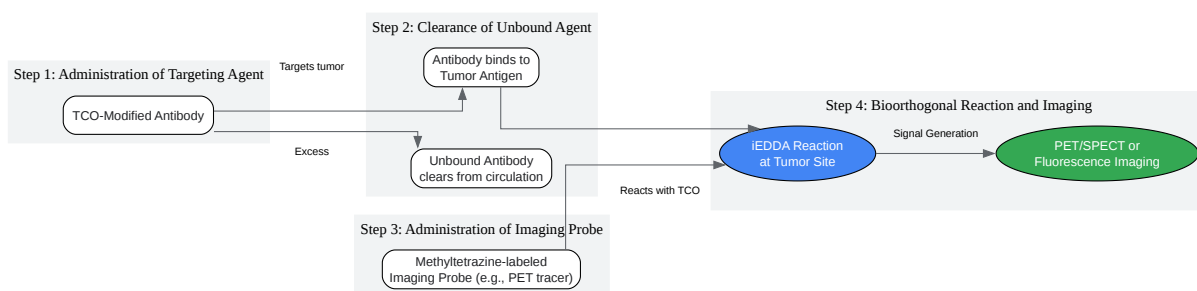 Step 1: Administration of Targeting Agent
TCO-Modified Antibody
Targets tumor
Excess
Step 2: Clearance of Unbound Agent
Antibody binds to
Tumor Antigen
Unbound Antibody
clears from circulation
Step 3: Administration of Imaging Probe
Methyltetrazine-labeled
Imaging Probe (e.g., PET tracer)
Reacts with TCO
Step 4: Bioorthogonal Reaction and Imaging
iEDDA Reaction
at Tumor Site
Signal Generation
PET/SPECT or
Fluorescence Imaging